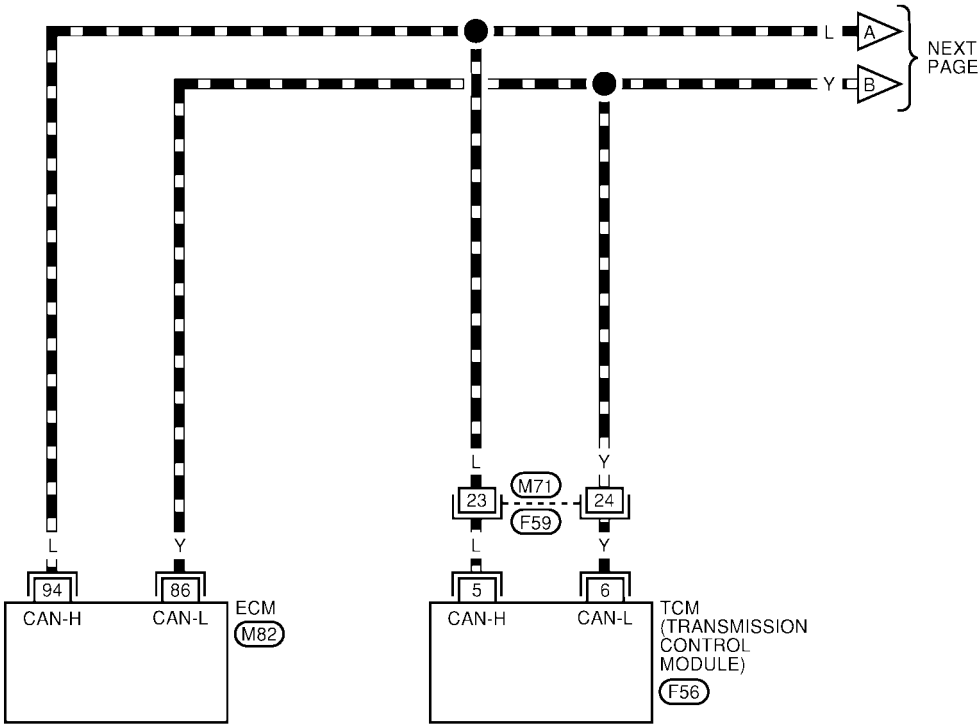 L
A
NEXT
PAGE
Y
B
L
Y
23
M71
24
F59
L
Y
L
Y
94
86
5
6
CAN-H
CAN-L
ECM
M82
CAN-H
CAN-L
TCM
(TRANSMISSION
CONTROL
MODULE)
F56